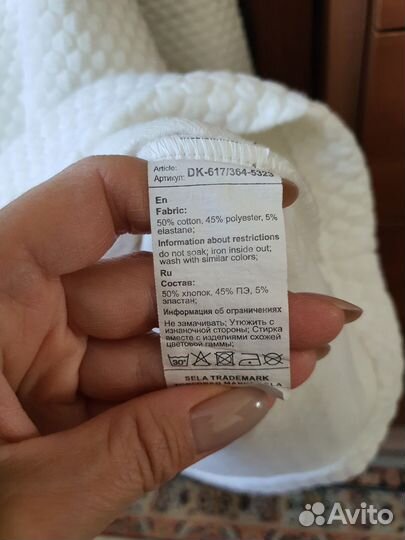 Article:
Артикул: DK-617/364-5323
En
Fabric:
50% cotton, 45% polyester, 5%
elastane;
Information about restrictions
do not soak; iron inside out;
wash with similar colors;
Ru
Состав:
50% хлопок, 45% ПЭ, 5%
эластан;
Информация об ограничениях
Не замачивать; Утюжить с
изнаночной стороны; Стирка
вместе с изделиями схожей
цветовой гаммы;
SELA TRADEMARK
Avito